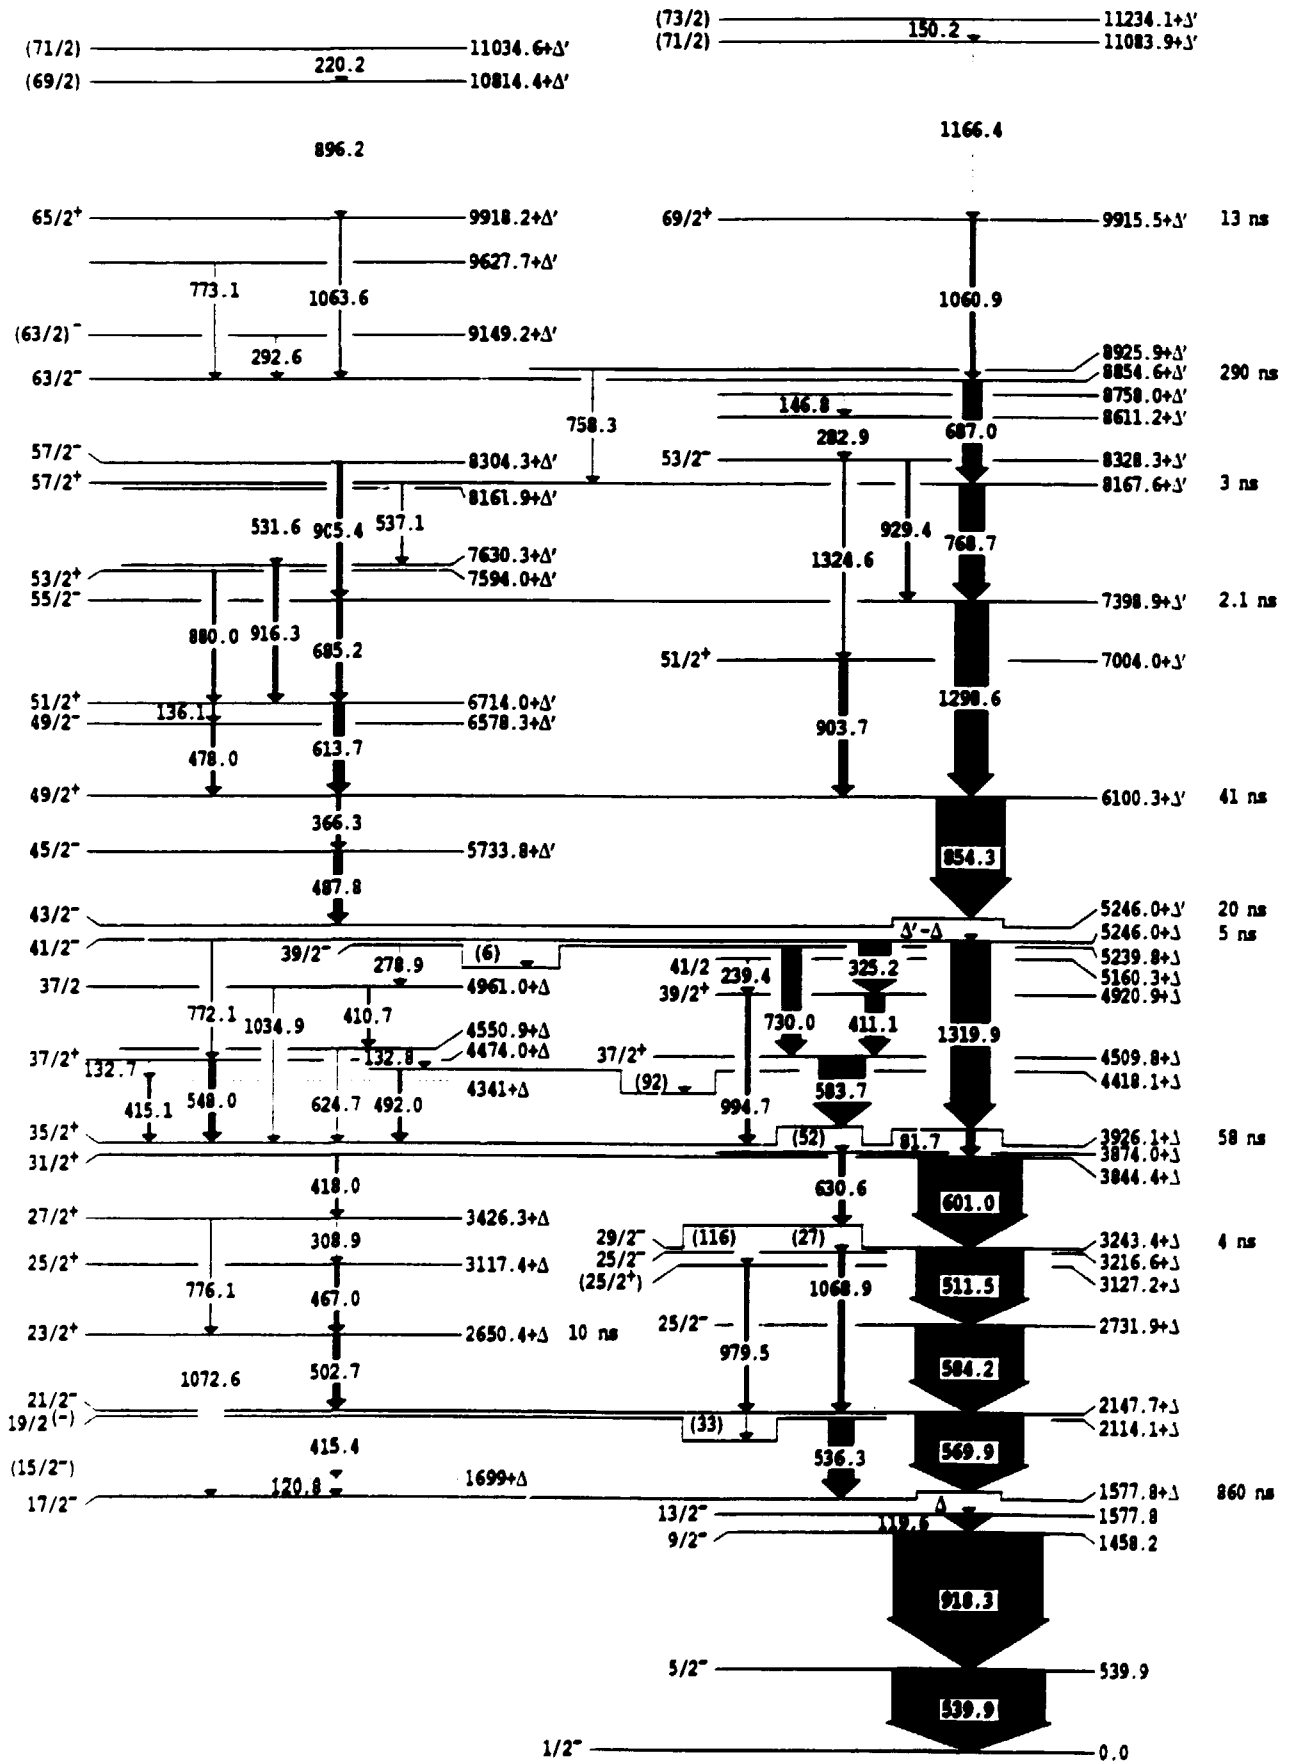 (73/2) 11234.1+Δ'
150.2
(71/2) 11083.9+Δ'
(71/2) 11034.6+Δ'
220.2
(69/2) 10814.4+Δ'
1166.4
896.2
65/2+ 9918.2+Δ' 69/2+ 9915.5+Δ' 13 ns
9627.7+Δ'
773.1 1063.6 1060.9
(63/2)- 9149.2+Δ'
292.6 8925.9+Δ'
63/2- 8854.6+Δ' 290 ns
8758.0+Δ'
146.8 8611.2+Δ'
758.3 282.9 687.0
57/2- 8304.3+Δ' 53/2- 8328.3+Δ'
57/2+ 8161.9+Δ' 8167.6+Δ' 3 ns
531.6 905.4 537.1 1324.6 929.4 768.7
7630.3+Δ'
53/2+ 7594.0+Δ'
55/2- 7398.9+Δ' 2.1 ns
880.0 916.3 685.2
51/2+ 7004.0+Δ'
51/2+ 6714.0+Δ' 1298.6
136.1
49/2- 6578.3+Δ' 903.7
478.0 613.7
49/2+ 6100.3+Δ' 41 ns
366.3
45/2- 5733.8+Δ' 854.3
487.8
43/2- 5246.0+Δ' 20 ns
Δ'-Δ
41/2- 5246.0+Δ 5 ns
39/2- (6) 5239.8+Δ
278.9 41/2 239.4 325.2 5160.3+Δ
37/2 4961.0+Δ 39/2+ 4920.9+Δ
772.1 1034.9 410.7 730.0 411.1 1319.9
4550.9+Δ
37/2+ 132.8 4474.0+Δ 37/2+ 4509.8+Δ
132.7 4341+Δ (92) 583.7 4418.1+Δ
415.1 548.0 624.7 492.0 994.7
35/2+ (52) 81.7 3926.1+Δ 58 ns
3874.0+Δ
31/2+ 3844.4+Δ
418.0 630.6 601.0
27/2+ 3426.3+Δ
308.9 29/2- (116) (27) 3243.4+Δ 4 ns
25/2+ 3117.4+Δ 25/2- 3216.6+Δ
(25/2+) 3127.2+Δ
776.1 467.0 1068.9 511.5
23/2+ 2650.4+Δ 10 ns 25/2- 2731.9+Δ
979.5
1072.6 502.7 584.2
21/2- 2147.7+Δ
19/2(-) (33) 2114.1+Δ
415.4 536.3 569.9
(15/2-) 1699+Δ
120.8
17/2- 1577.8+Δ 860 ns
Δ
13/2- 1577.8
119.6
9/2- 1458.2
918.3
5/2- 539.9
539.9
1/2- 0.0